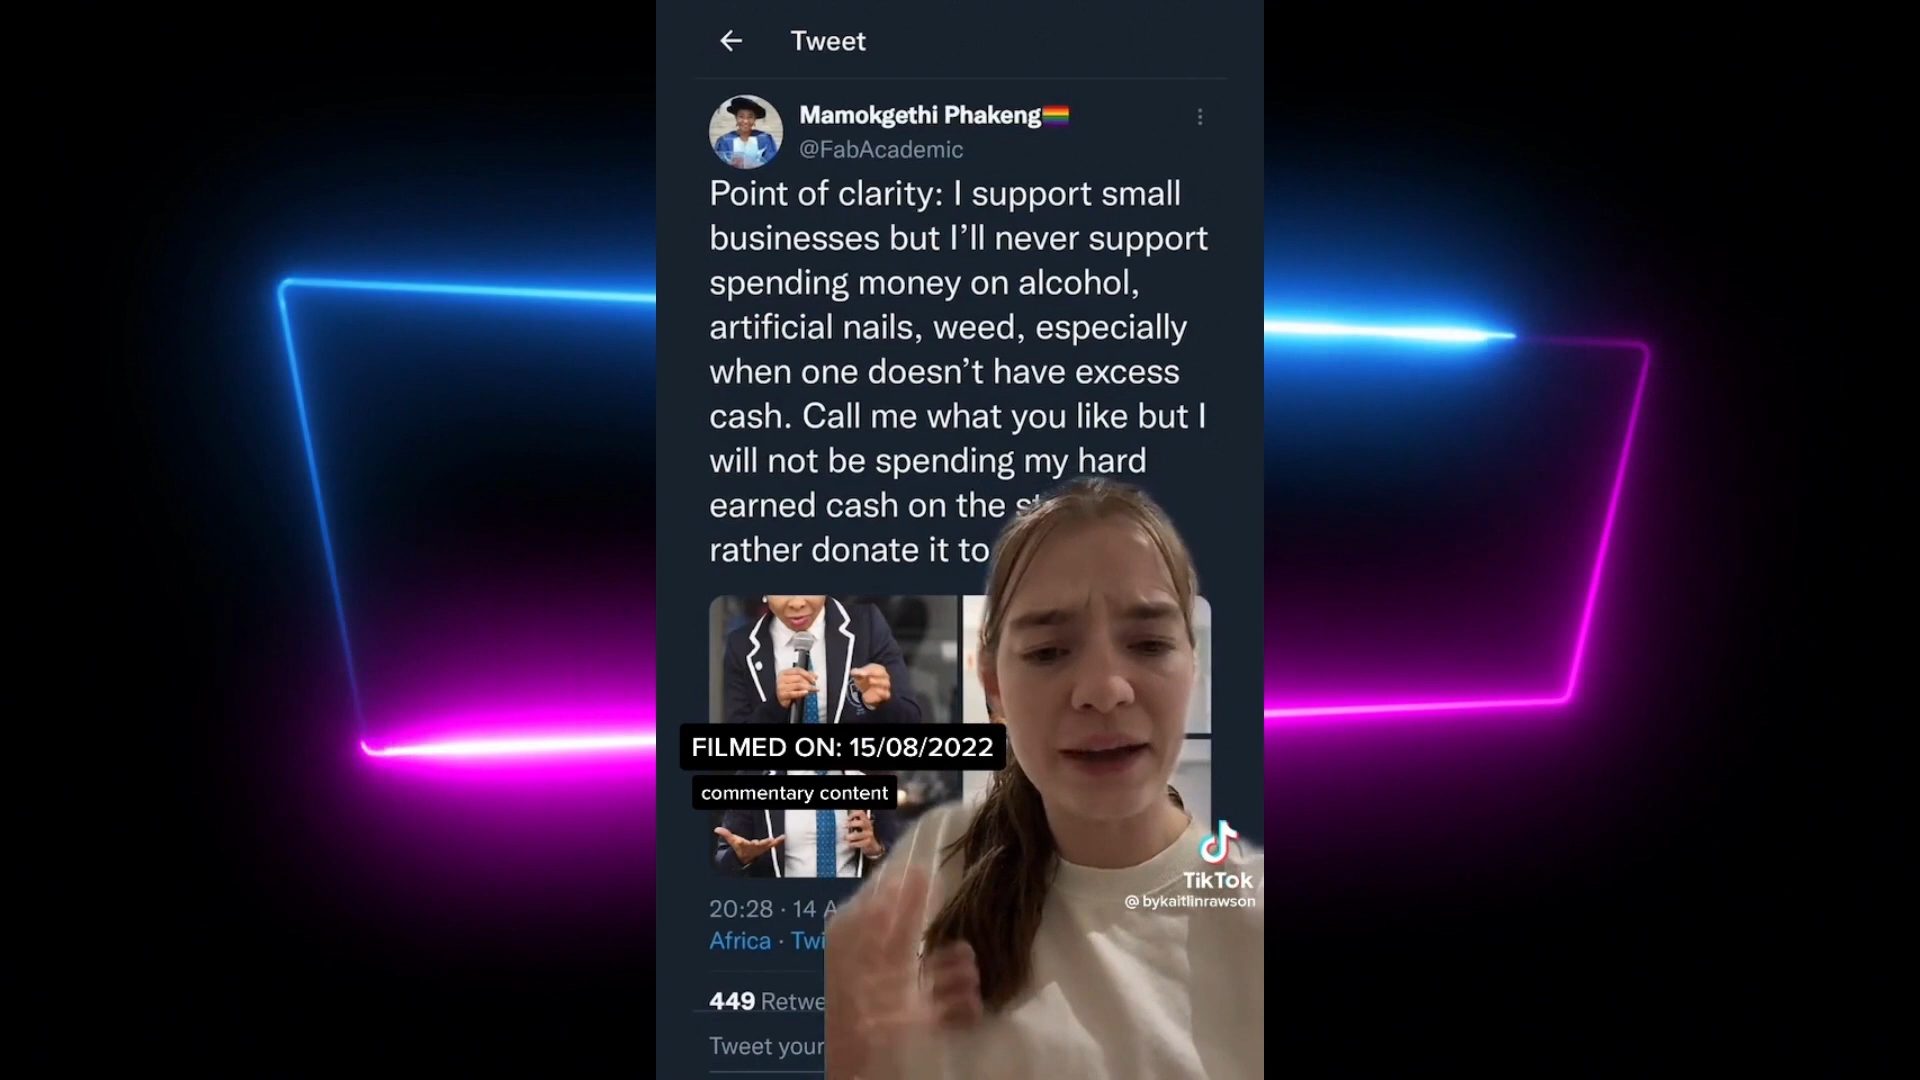 Tweet
Mamokgethi Phakeng
@FabAcademic
Point of clarity: I support small
businesses but I'll never support
spending money on alcohol,
artificial nails, weed, especially
when one doesn't have excess
cash. Call me what you like but I
will not be spending my hard
earned cash on the
rather donate it to
FILMED ON: 15/08/2022
commentary content
TikTok
@bykaitlinrawson
20:28 · 14
Africa ·
449
Tweet your